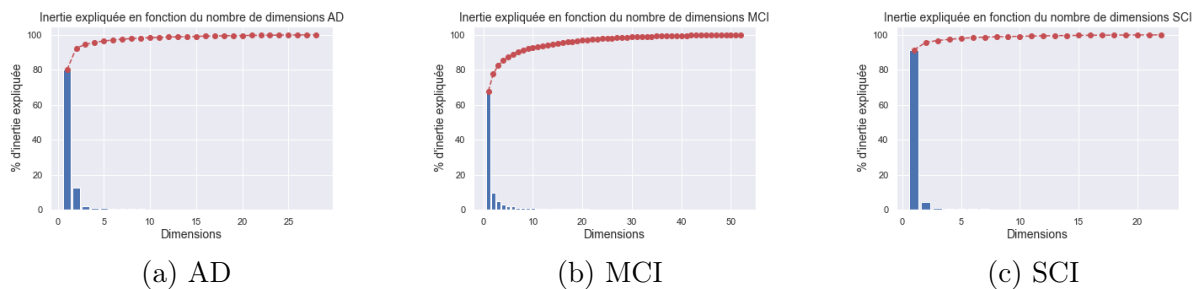 Inertie expliquée en fonction du nombre de dimensions AD
100
80
60
40
20
0
% d'inertie expliquée
0 5 10 15 20 25
Dimensions
(a) AD
Inertie expliquée en fonction du nombre de dimensions MCI
100
80
60
40
20
0
% d'inertie expliquée
0 10 20 30 40 50
Dimensions
(b) MCI
Inertie expliquée en fonction du nombre de dimensions SCI
100
80
60
40
20
0
% d'inertie expliquée
0 5 10 15 20
Dimensions
(c) SCI